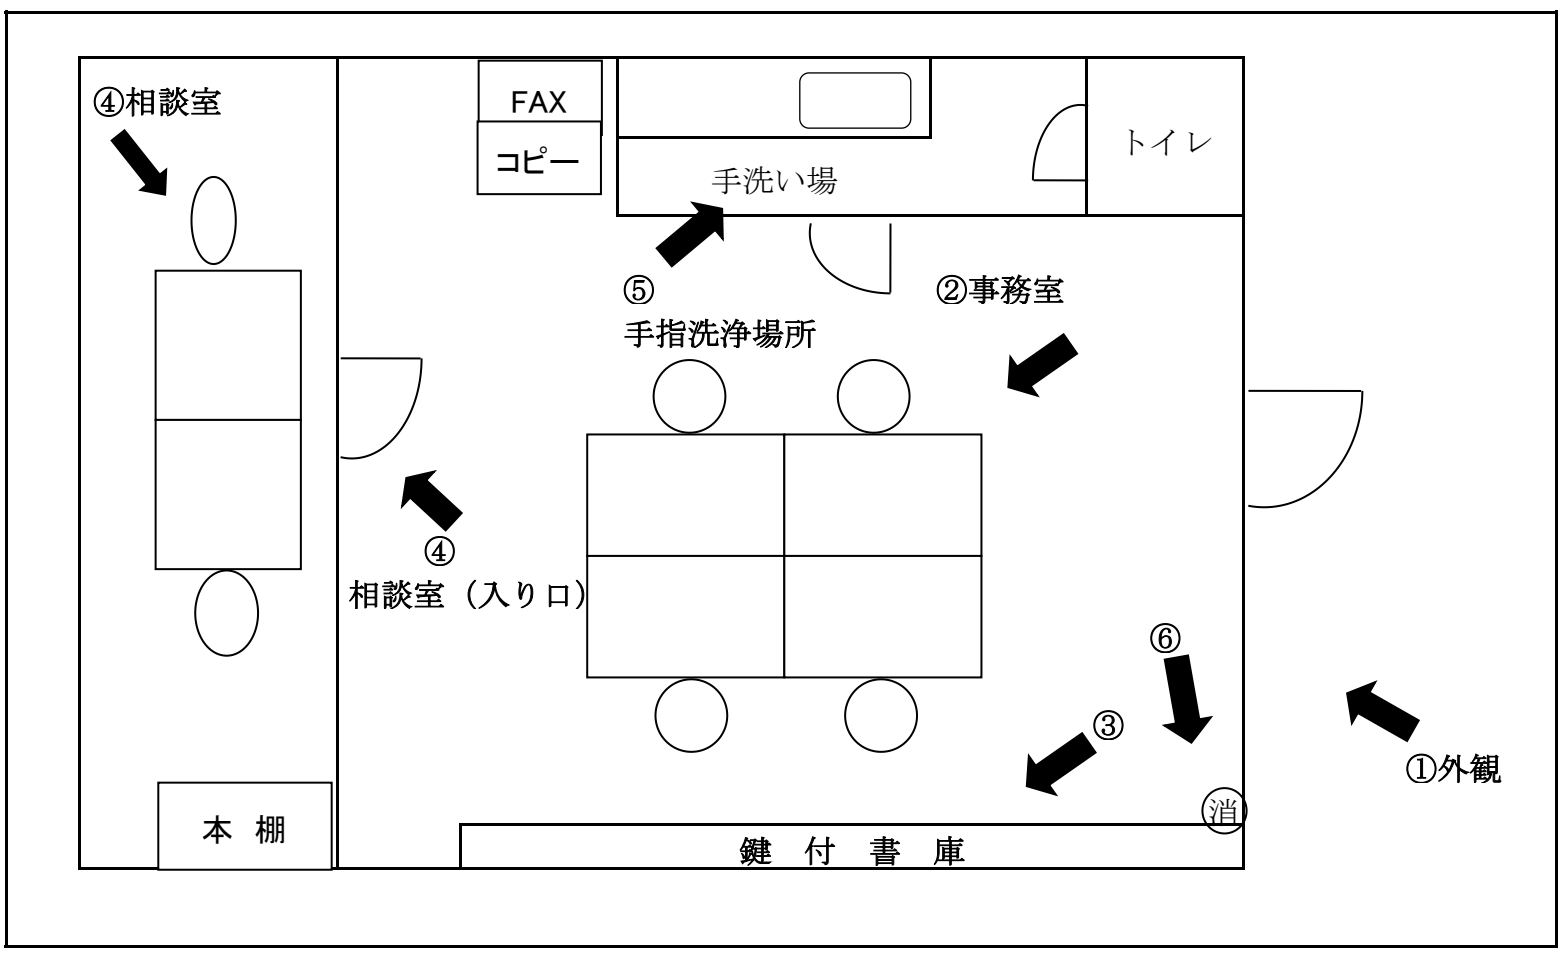 ④相談室
FAX
コピー
手洗い場
トイレ
⑤
手指洗浄場所
②事務室
④
相談室（入り口）
⑥
③
①外観
消
本 棚
鍵 付 書 庫